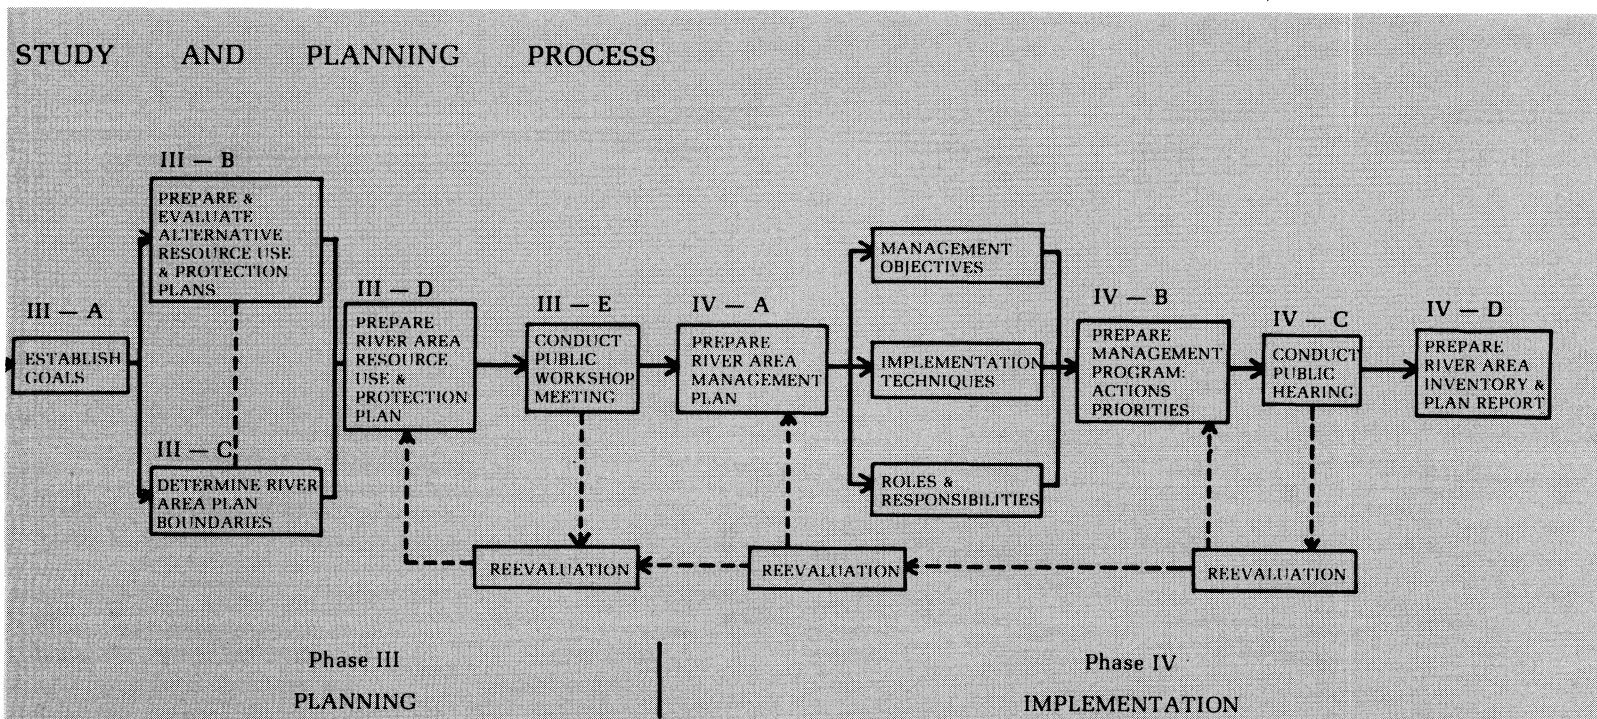 STUDY AND PLANNING PROCESS
III — A
ESTABLISH
GOALS
III — B
PREPARE &
EVALUATE
ALTERNATIVE
RESOURCE USE
& PROTECTION
PLANS
III — C
DETERMINE RIVER
AREA PLAN
BOUNDARIES
III — D
PREPARE
RIVER AREA
RESOURCE
USE &
PROTECTION
PLAN
III — E
CONDUCT
PUBLIC
WORKSHOP
MEETING
REEVALUATION
IV — A
PREPARE
RIVER AREA
MANAGEMENT
PLAN
REEVALUATION
MANAGEMENT
OBJECTIVES
IMPLEMENTATION
TECHNIQUES
ROLES &
RESPONSIBILITIES
IV — B
PREPARE
MANAGEMENT
PROGRAM:
ACTIONS
PRIORITIES
IV — C
CONDUCT
PUBLIC
HEARING
REEVALUATION
IV — D
PREPARE
RIVER AREA
INVENTORY &
PLAN REPORT
Phase III
PLANNING
Phase IV
IMPLEMENTATION